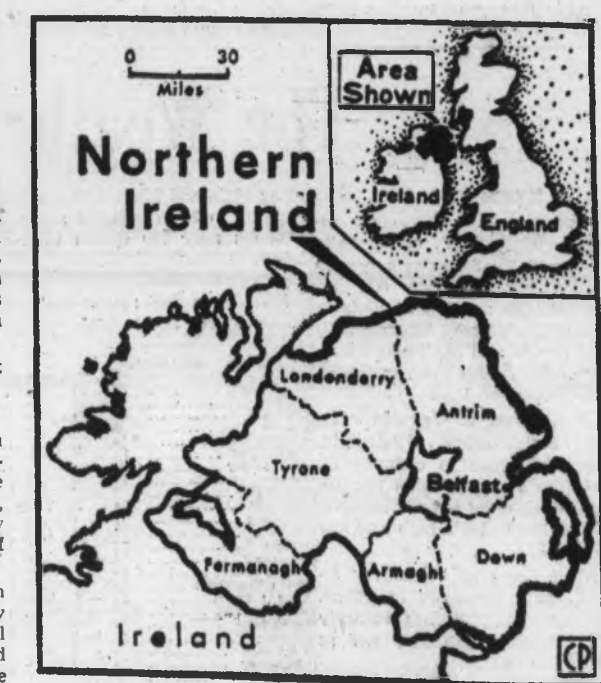 0 30
Miles
Northern
Ireland
Area
Shown
Ireland
England
Londonderry
Antrim
Tyrone
Belfast
Fermanagh
Armagh
Down
Ireland
CP